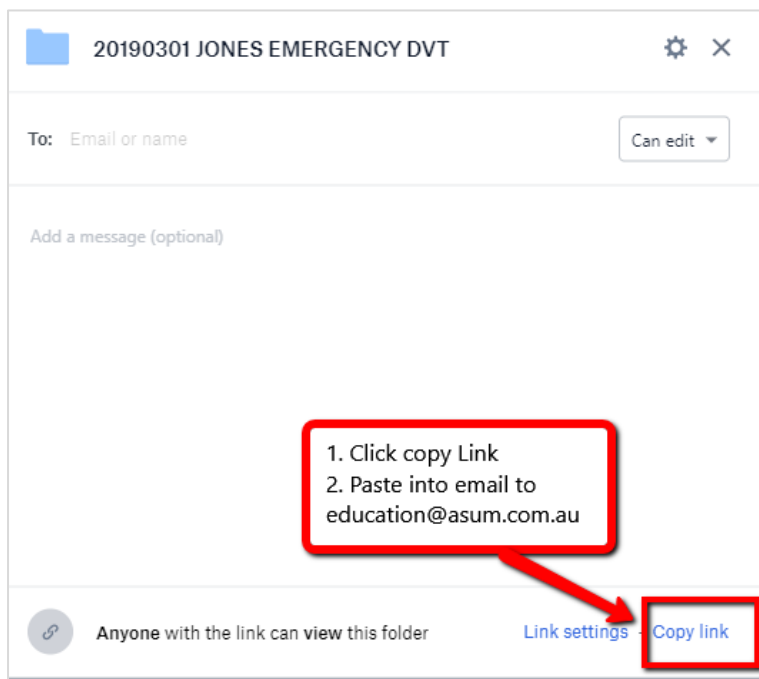 20190301 JONES EMERGENCY DVT
To: Email or name
Can edit
Add a message (optional)
1. Click copy Link
2. Paste into email to
education@asum.com.au
Anyone with the link can view this folder
Link settings - Copy link